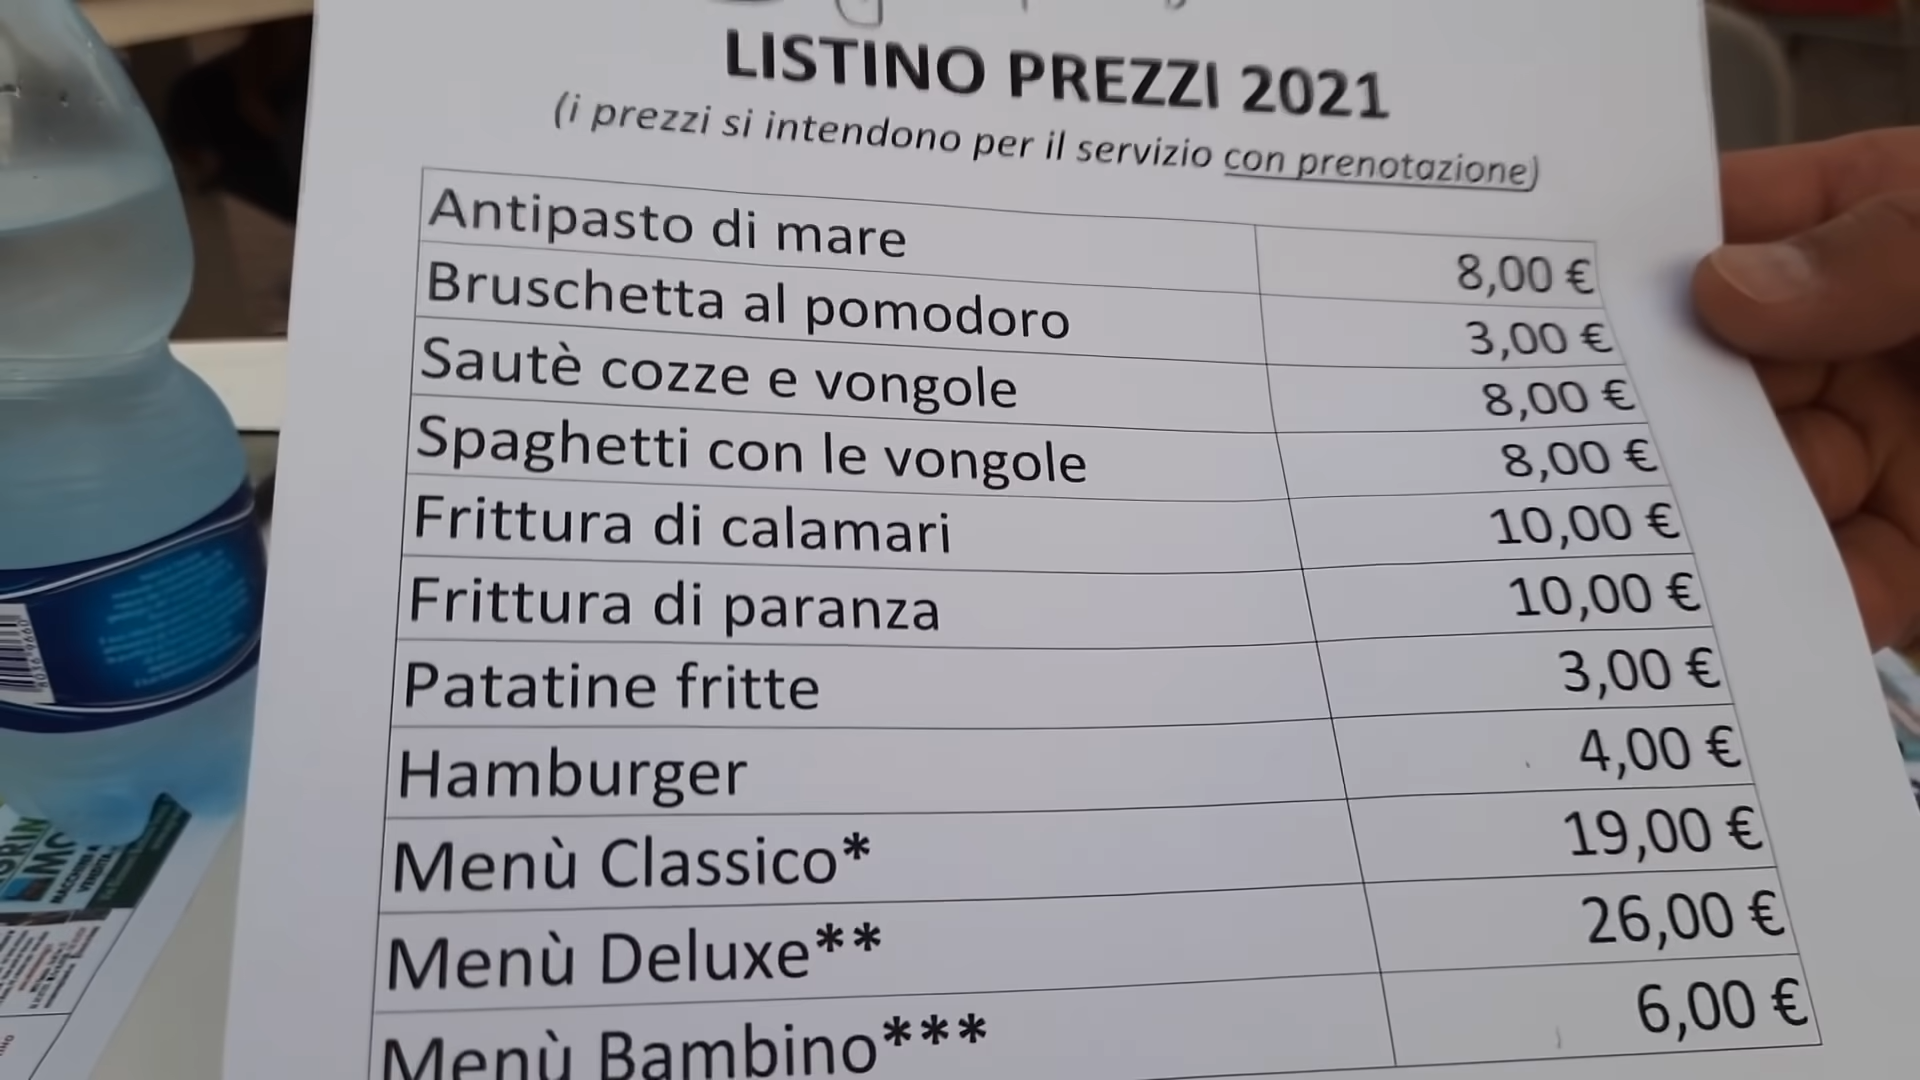 LISTINO PREZZI 2021
(i prezzi si intendono per il servizio con prenotazione)
Antipasto di mare 8,00 €
Bruschetta al pomodoro 3,00 €
Sautè cozze e vongole 8,00 €
Spaghetti con le vongole 8,00 €
Frittura di calamari 10,00 €
Frittura di paranza 10,00 €
Patatine fritte 3,00 €
Hamburger 4,00 €
Menù Classico* 19,00 €
Menù Deluxe** 26,00 €
Menù Bambino*** 6,00 €